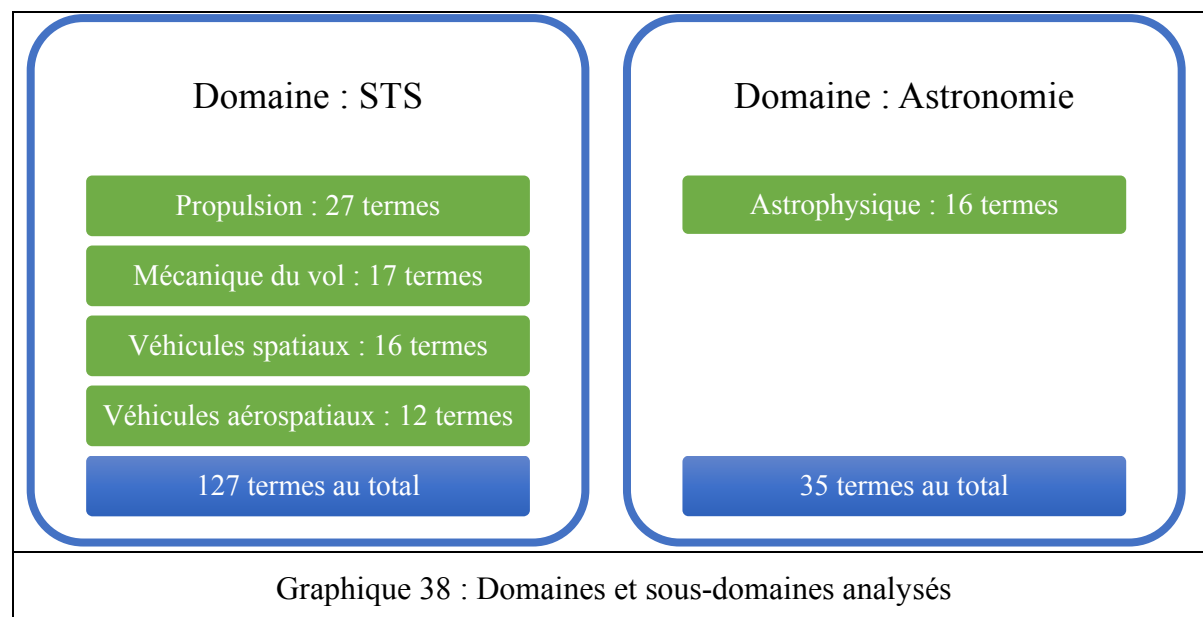 Domaine : STS
Propulsion : 27 termes
Mécanique du vol : 17 termes
Véhicules spatiaux : 16 termes
Véhicules aérospatiaux : 12 termes
127 termes au total
Domaine : Astronomie
Astrophysique : 16 termes
35 termes au total
Graphique 38 : Domaines et sous-domaines analysés